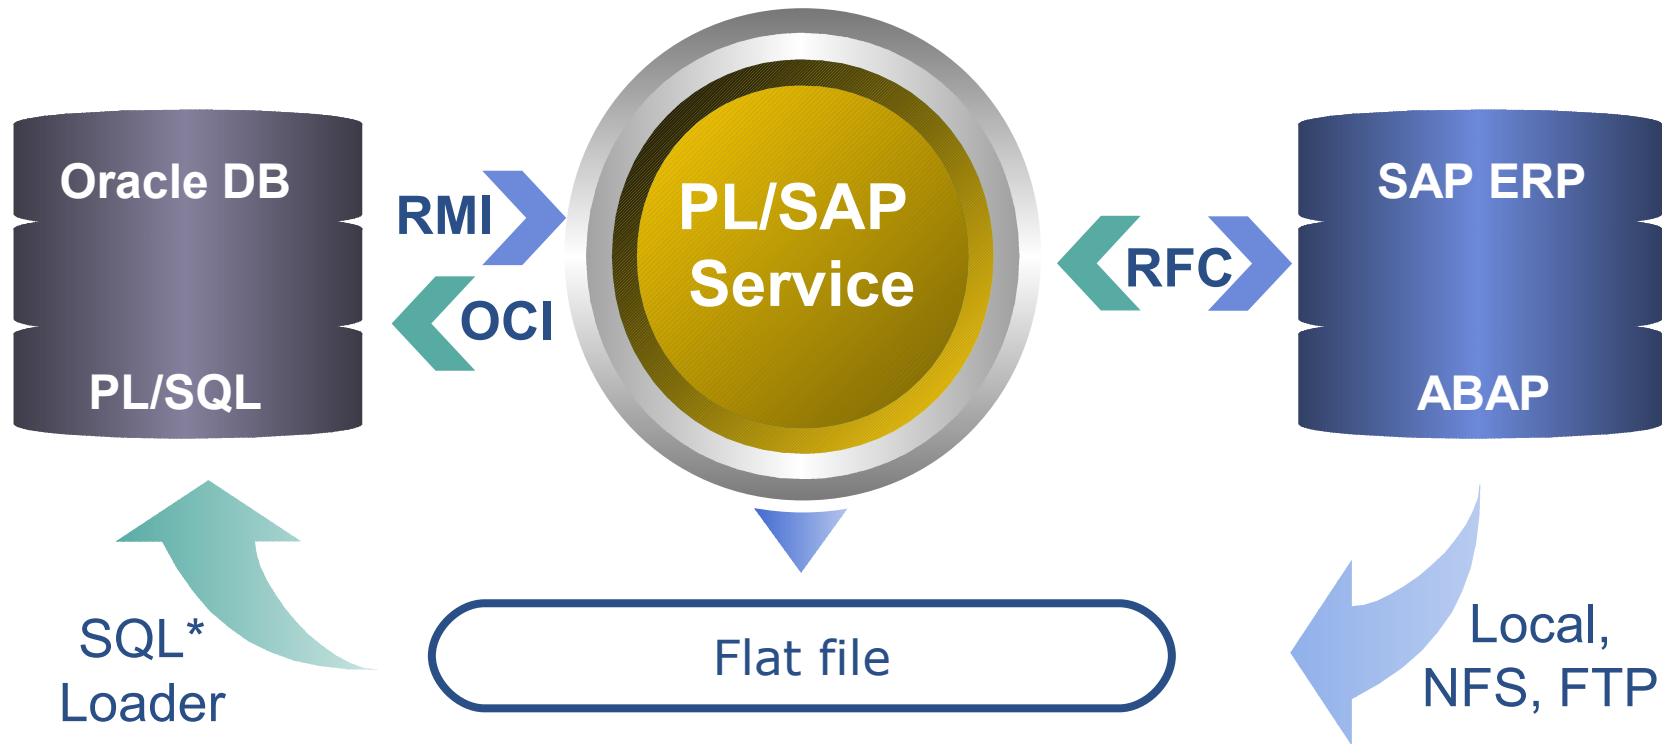 Oracle DB
PL/SQL
RMI
OCI
PL/SAP
Service
RFC
SAP ERP
ABAP
SQL*
Loader
Flat file
Local,
NFS, FTP